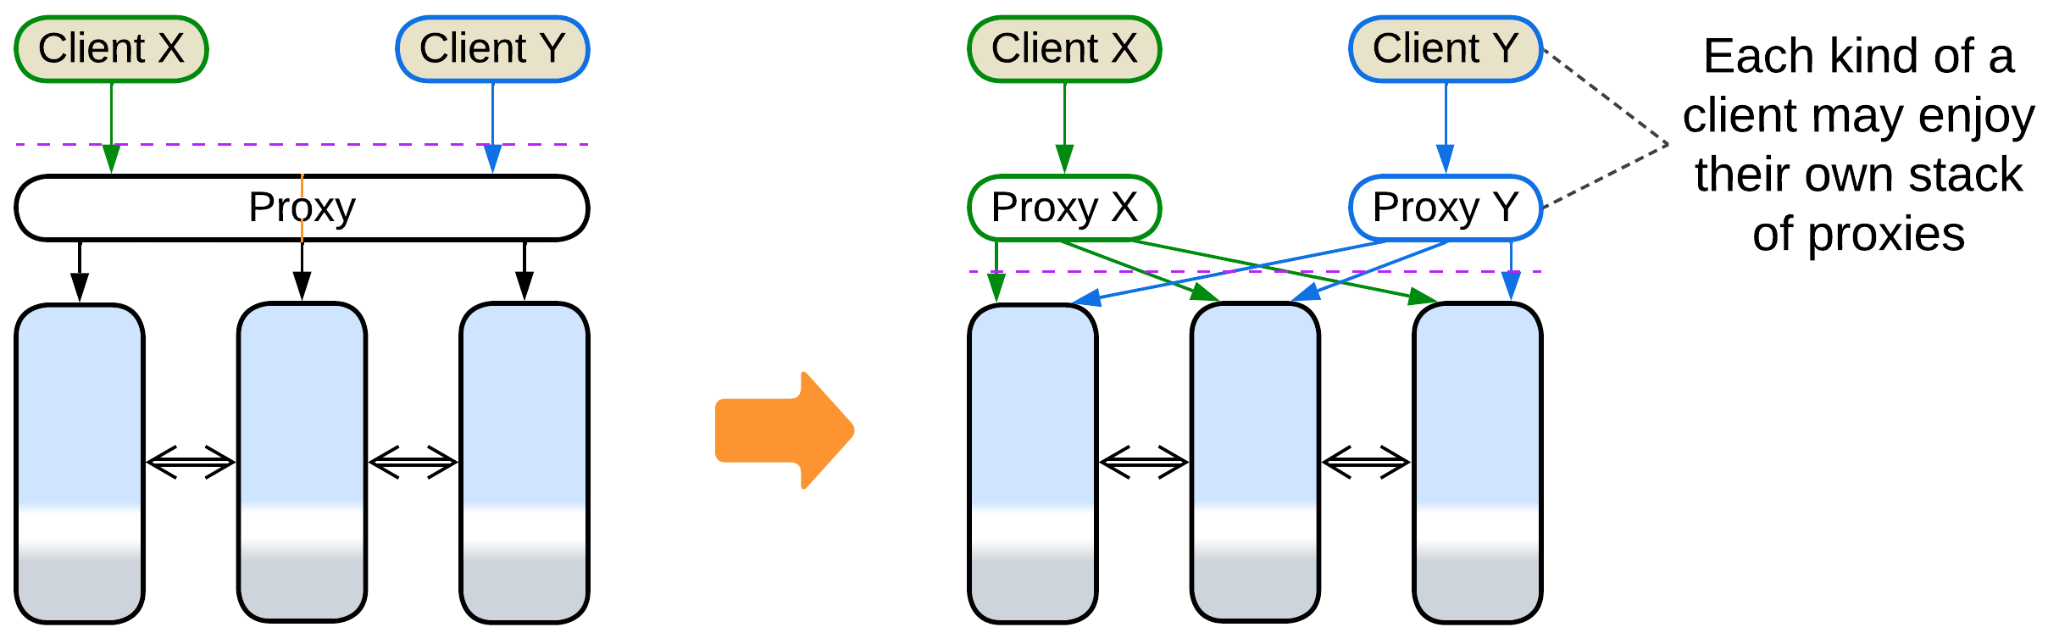 Client X
Client Y
Proxy
Client X
Client Y
Proxy X
Proxy Y
Each kind of a
client may enjoy
their own stack
of proxies